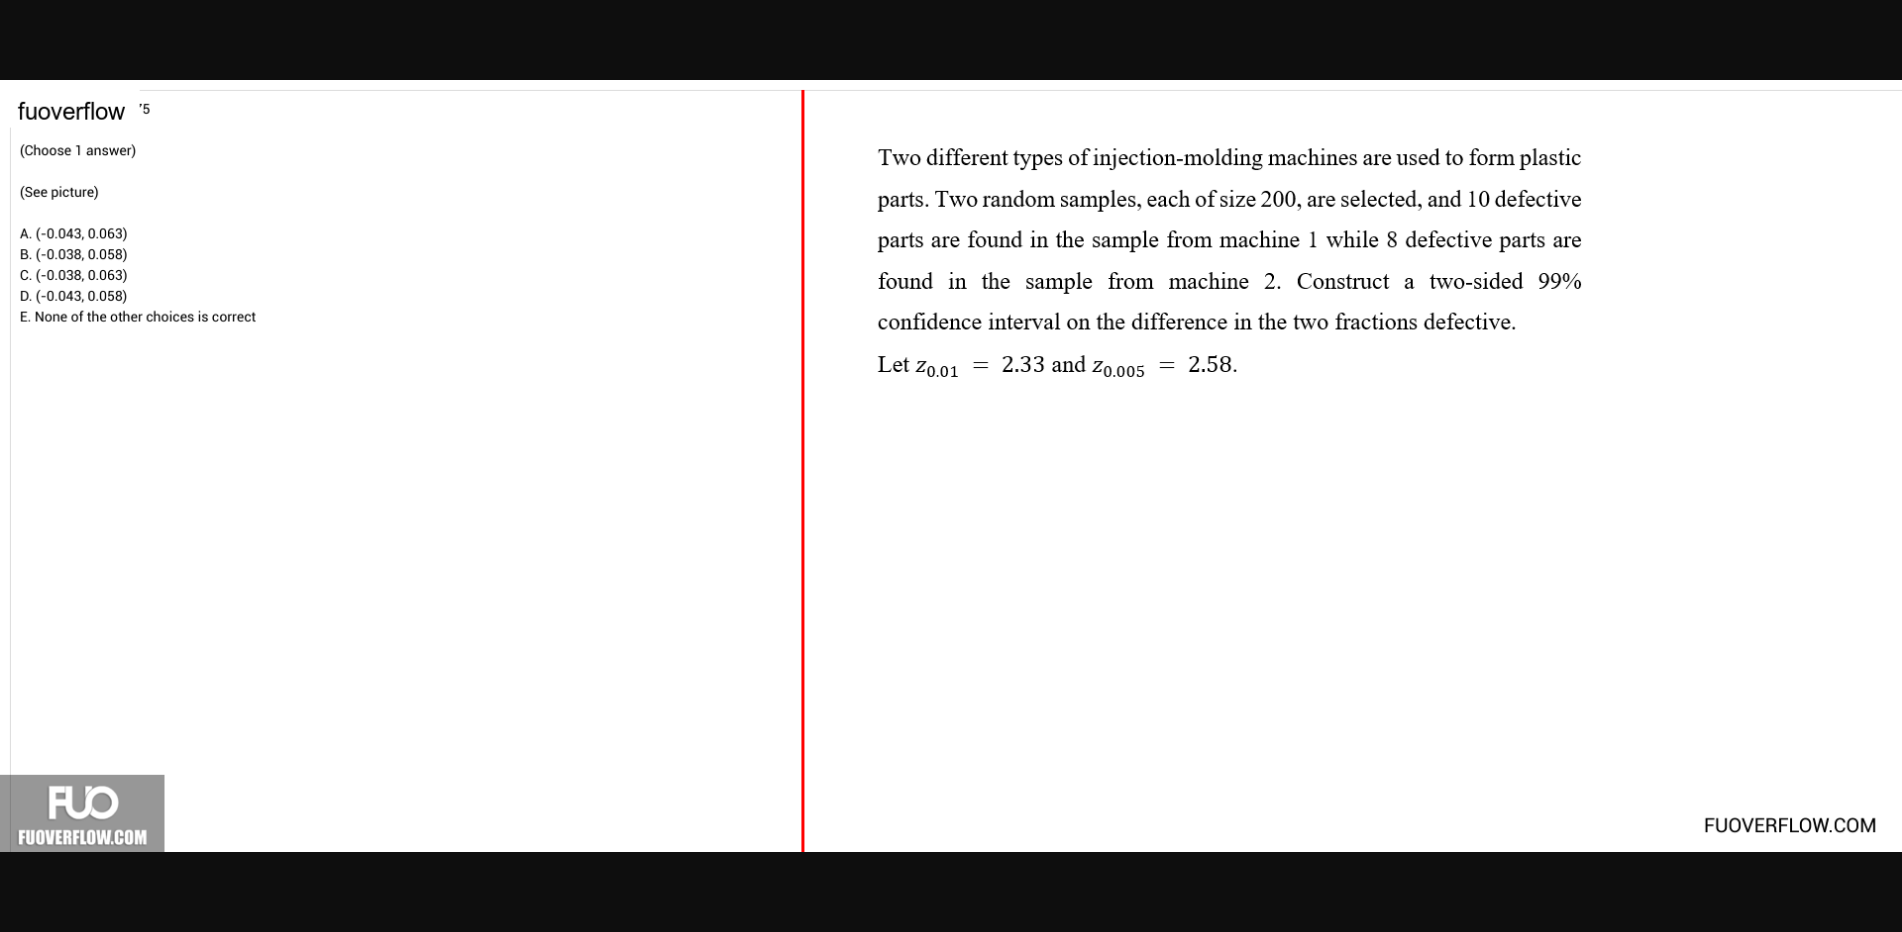 fuoverflow '5
(Choose 1 answer)
(See picture)
A. (-0.043, 0.063)
B. (-0.038, 0.058)
C. (-0.038, 0.063)
D. (-0.043, 0.058)
E. None of the other choices is correct
Two different types of injection-molding machines are used to form plastic
parts. Two random samples, each of size 200, are selected, and 10 defective
parts are found in the sample from machine 1 while 8 defective parts are
found in the sample from machine 2. Construct a two-sided 99%
confidence interval on the difference in the two fractions defective.
Let z₀.₀₁ = 2.33 and z₀.₀₀₅ = 2.58.
FUO
FUOVERFLOW.COM
FUOVERFLOW.COM